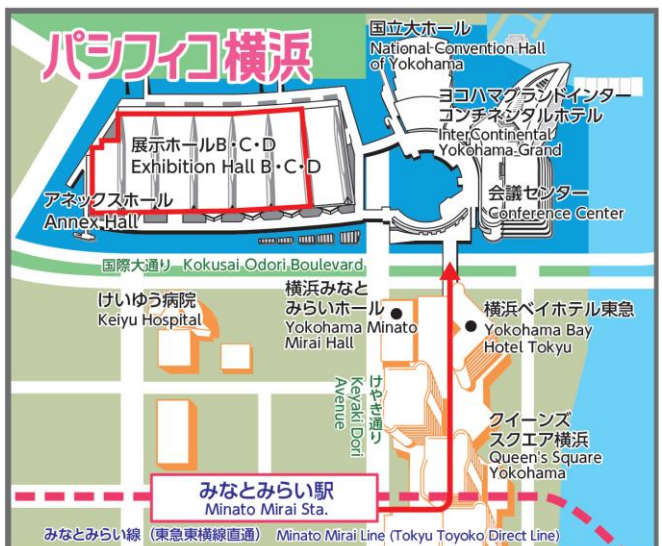 パシフィコ横浜
国立大ホール
National Convention Hall
of Yokohama
ヨコハマグランドインター
コンチネンタルホテル
InterContinental
Yokohama Grand
展示ホールB・C・D
Exhibition Hall B・C・D
アネックスホール
Annex Hall
会議センター
Conference Center
国際大通り Kokusai Odori Boulevard
けいゆう病院
Keiyu Hospital
横浜みなと
みらいホール
Yokohama Minato
Mirai Hall
横浜ベイホテル東急
Yokohama Bay
Hotel Tokyu
けやき通り
Keyaki Dori
Avenue
クイーンズ
スクエア横浜
Queen's Square
Yokohama
みなとみらい駅
Minato Mirai Sta.
みなとみらい線（東急東横線直通） Minato Mirai Line (Tokyu Toyoko Direct Line)